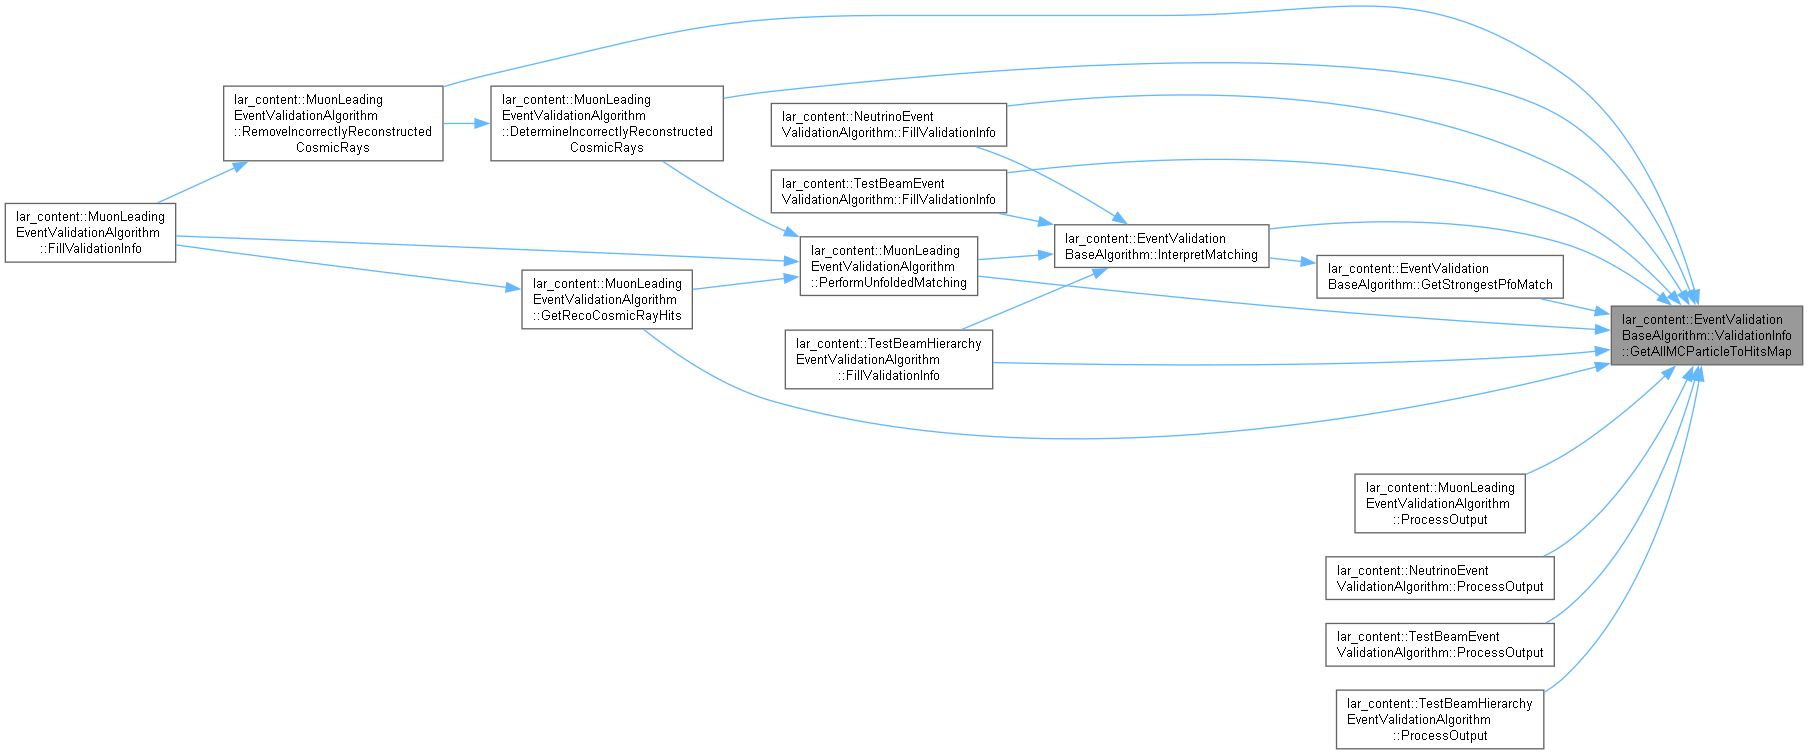 lar_content::MuonLeading
EventValidationAlgorithm
::RemoveIncorrectlyReconstructed
CosmicRays
lar_content::MuonLeading
EventValidationAlgorithm
::DetermineIncorrectlyReconstructed
CosmicRays
lar_content::NeutrinoEvent
ValidationAlgorithm::FillValidationInfo
lar_content::TestBeamEvent
ValidationAlgorithm::FillValidationInfo
lar_content::MuonLeading
EventValidationAlgorithm
::FillValidationInfo
lar_content::MuonLeading
EventValidationAlgorithm
::PerformUnfoldedMatching
lar_content::EventValidation
BaseAlgorithm::InterpretMatching
lar_content::EventValidation
BaseAlgorithm::GetStrongestPfoMatch
lar_content::MuonLeading
EventValidationAlgorithm
::GetRecoCosmicRayHits
lar_content::EventValidation
BaseAlgorithm::ValidationInfo
::GetAllMCParticleToHitsMap
lar_content::TestBeamHierarchy
EventValidationAlgorithm
::FillValidationInfo
lar_content::MuonLeading
EventValidationAlgorithm
::ProcessOutput
lar_content::NeutrinoEvent
ValidationAlgorithm::ProcessOutput
lar_content::TestBeamEvent
ValidationAlgorithm::ProcessOutput
lar_content::TestBeamHierarchy
EventValidationAlgorithm
::ProcessOutput